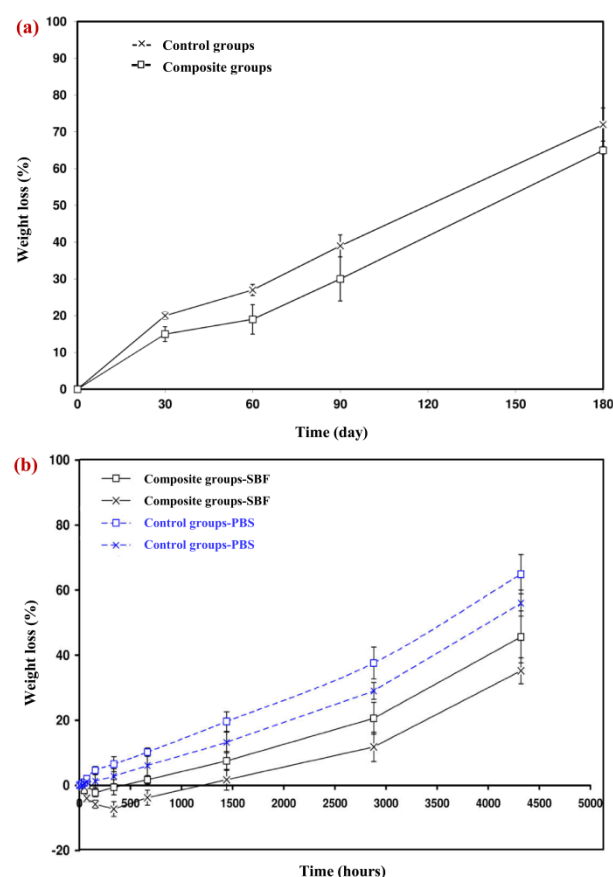 (a)
100
90
80
70
60
50
40
30
20
10
0
Control groups
Composite groups
Weight loss (%)
0 30 60 90 120 150 180
Time (day)
(b)
100
80
60
40
20
0
-20
Composite groups-SBF
Composite groups-SBF
Control groups-PBS
Control groups-PBS
Weight loss (%)
0 500 1000 1500 2000 2500 3000 3500 4000 4500 5000
Time (hours)